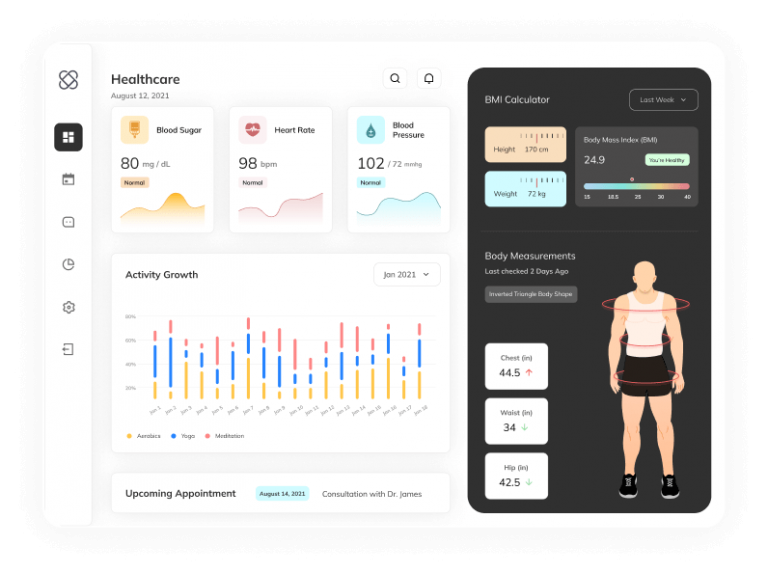 Healthcare
August 12, 2021
Blood Sugar
80 mg / dL
Normal
Heart Rate
98 bpm
Normal
Blood
Pressure
102 / 72 mmhg
Normal
Activity Growth
Jan 2021
80%
60%
40%
20%
Jan 1
Jan 2
Jan 3
Jan 4
Jan 5
Jan 6
Jan 7
Jan 8
Jan 9
Jan 10
Jan 11
Jan 12
Jan 13
Jan 14
Jan 15
Jan 16
Jan 17
Jan 18
Aerobics
Yoga
Meditation
Upcoming Appointment
August 14, 2021
Consultation with Dr. James
BMI Calculator
Last Week
Height 170 cm
Weight 72 kg
Body Mass Index (BMI)
24.9
You're Healthy
15 18.5 25 30 40
Body Measurements
Last checked 2 Days Ago
Inverted Triangle Body Shape
Chest (in)
44.5 ↑
Waist (in)
34 ↓
Hip (in)
42.5 ↓